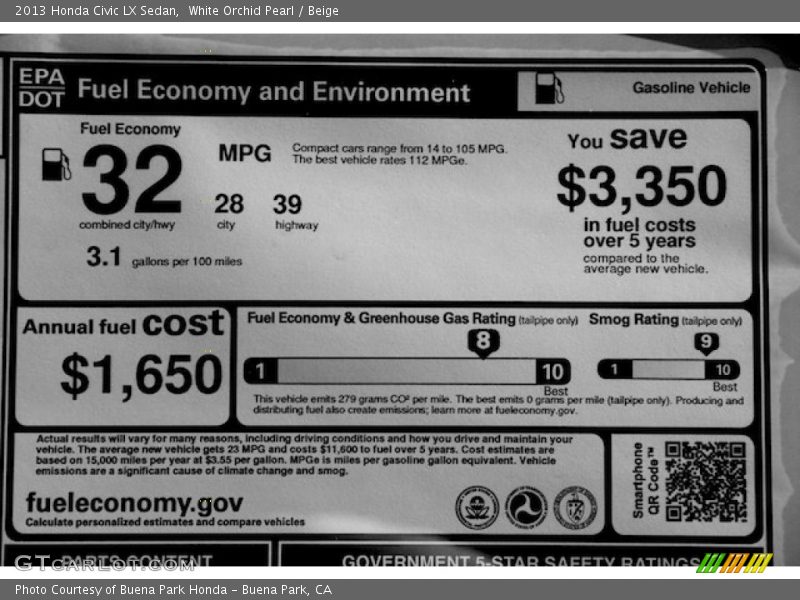 2013 Honda Civic LX Sedan, White Orchid Pearl / Beige
EPA
DOT
Fuel Economy and Environment
Gasoline Vehicle
Fuel Economy
32
MPG
combined city/hwy
28
city
39
highway
3.1 gallons per 100 miles
Compact cars range from 14 to 105 MPG.
The best vehicle rates 112 MPGe.
You save
$3,350
in fuel costs
over 5 years
compared to the
average new vehicle.
Annual fuel cost
$1,650
Fuel Economy & Greenhouse Gas Rating (tailpipe only)
8
1
10
Best
Smog Rating (tailpipe only)
9
1
10
Best
This vehicle emits 279 grams CO² per mile. The best emits 0 grams per mile (tailpipe only). Producing and
distributing fuel also create emissions; learn more at fueleconomy.gov.
Actual results will vary for many reasons, including driving conditions and how you drive and maintain your
vehicle. The average new vehicle gets 23 MPG and costs $11,600 to fuel over 5 years. Cost estimates are
based on 15,000 miles per year at $3.55 per gallon. MPGe is miles per gasoline gallon equivalent. Vehicle
emissions are a significant cause of climate change and smog.
fueleconomy.gov
Calculate personalized estimates and compare vehicles
Smartphone
QR Code™
PARTS CONTENT
GOVERNMENT 5-STAR SAFETY RATINGS
GTCARLOT.COM
Photo Courtesy of Buena Park Honda - Buena Park, CA